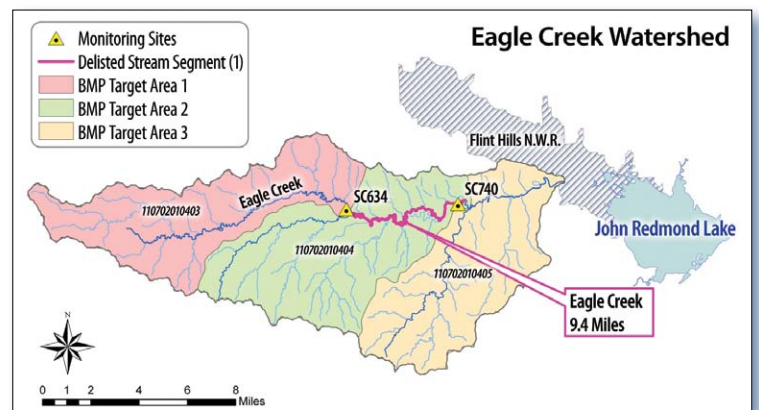 Eagle Creek Watershed
Monitoring Sites
Delisted Stream Segment (1)
BMP Target Area 1
BMP Target Area 2
BMP Target Area 3
Flint Hills N.W.R.
SC634
SC740
Eagle Creek
110702010403
John Redmond Lake
110702010404
110702010405
Eagle Creek
9.4 Miles
N
0 1 2 4 6 8
Miles